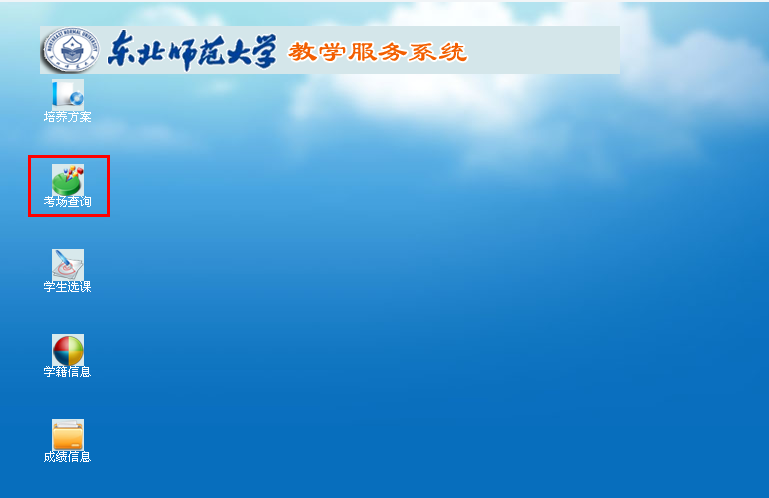 东北师范大学 教学服务系统
培养方案
考场查询
学生选课
学籍信息
成绩信息